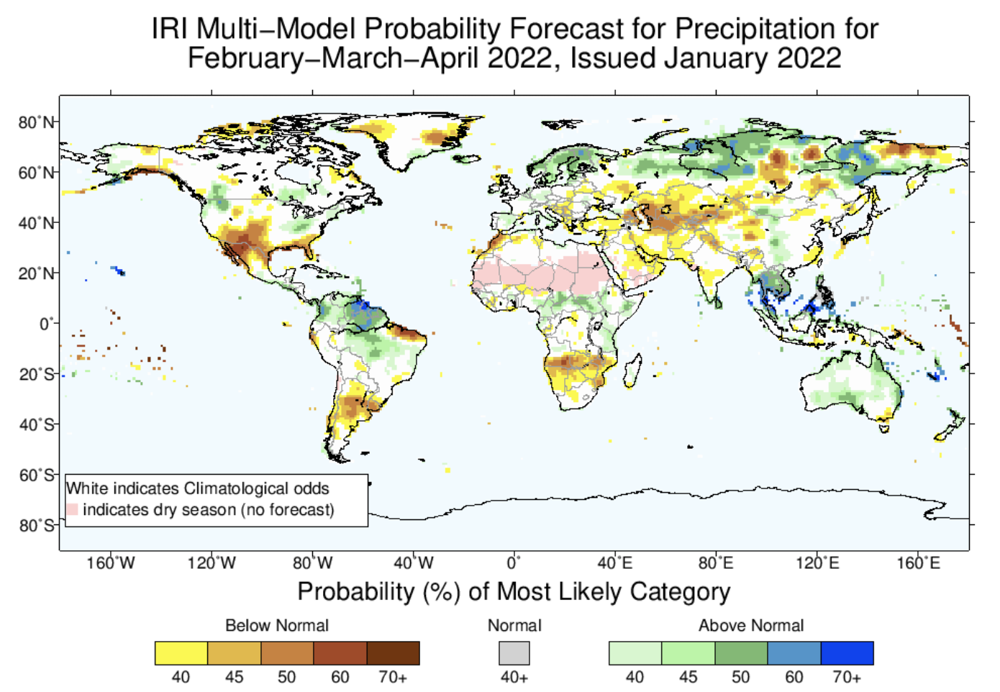 IRI Multi−Model Probability Forecast for Precipitation for
February−March−April 2022, Issued January 2022
80˚N
60˚N
40˚N
20˚N
0˚
20˚S
40˚S
60˚S
80˚S
White indicates Climatological odds
indicates dry season (no forecast)
160˚W 120˚W 80˚W 40˚W 0˚ 40˚E 80˚E 120˚E 160˚E
Probability (%) of Most Likely Category
Below Normal Normal Above Normal
40 45 50 60 70+ 40+ 40 45 50 60 70+